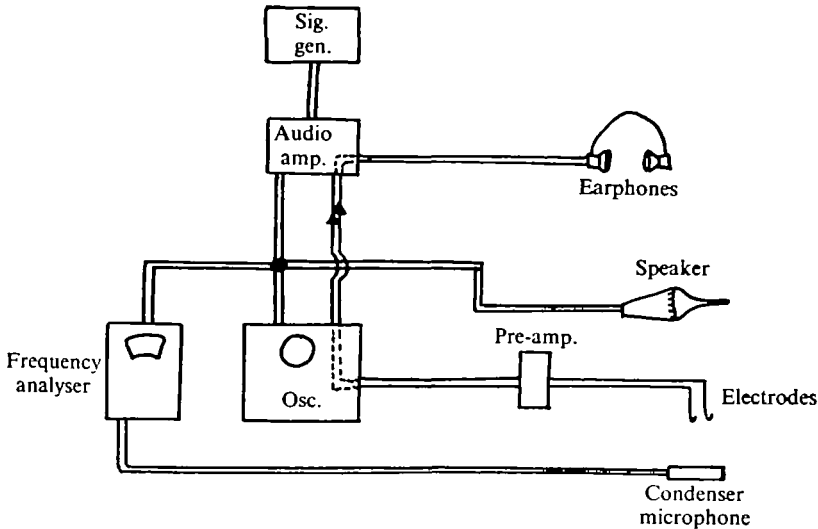 Sig.
gen.
Audio
amp.
Earphones
Speaker
Pre-amp.
Frequency
analyser
Osc.
Electrodes
Condenser
microphone